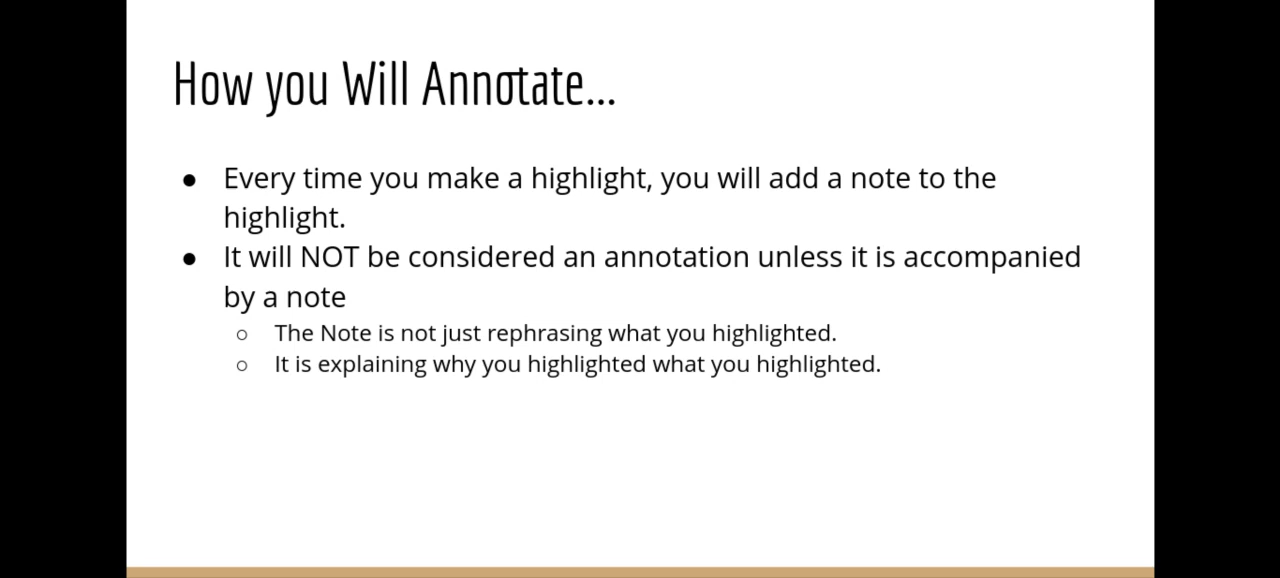 How you Will Annotate...
● Every time you make a highlight, you will add a note to the
highlight.
● It will NOT be considered an annotation unless it is accompanied
by a note
○ The Note is not just rephrasing what you highlighted.
○ It is explaining why you highlighted what you highlighted.